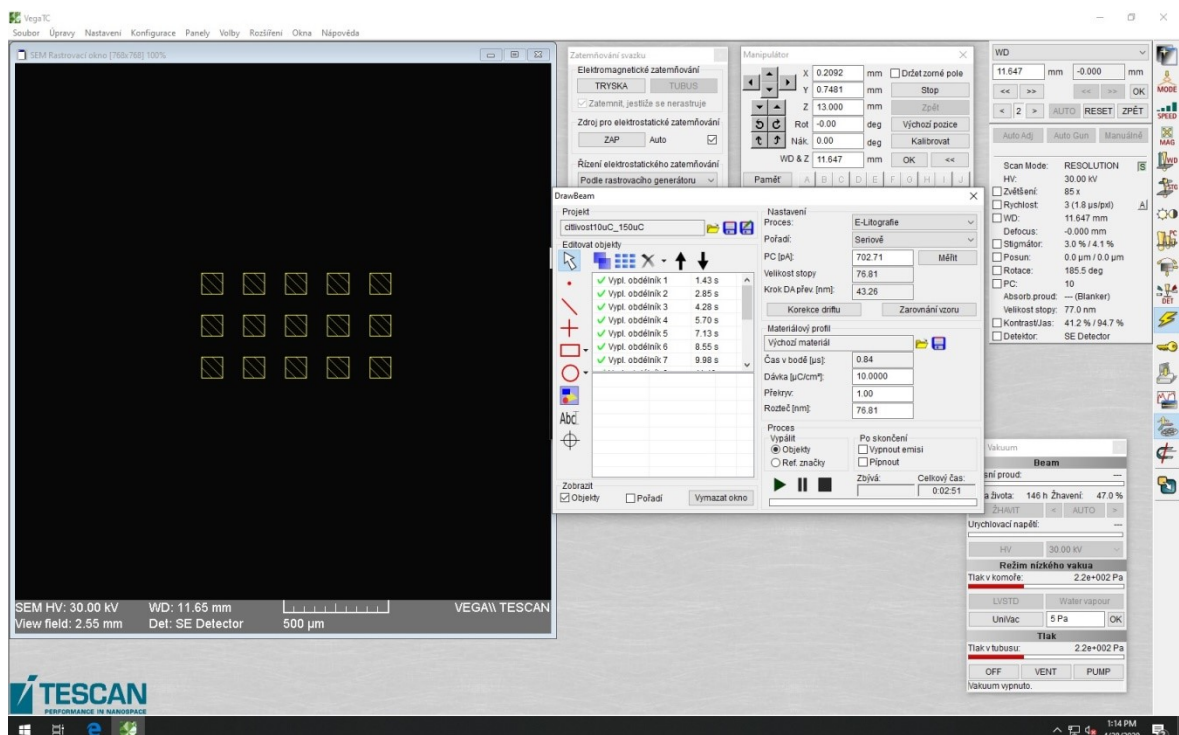 VegaTC
Soubor Úpravy Nastavení Konfigurace Panely Volby Rozšíření Okna Nápověda
SEM Rastrovací okno [768x768] 100%
SEM HV: 30.00 kV WD: 11.65 mm VEGA\\ TESCAN
View field: 2.55 mm Det: SE Detector 500 µm
Zatemňování svazku
Elektromagnetické zatemňování
TRYSKA TUBUS
Zatemnit, jestliže se nerastruje
Zdroj pro elektrostatické zatemňování
ZAP Auto
Řízení elektrostatického zatemňování
Podle rastrovacího generátoru
Manipulátor
X 0.2092 mm Držet zorné pole
Y 0.7481 mm Stop
Z 13.000 mm Zpět
Rot -0.00 deg Výchozí pozice
Nák. 0.00 deg Kalibrovat
WD & Z 11.647 mm OK <<
Paměť A B C D E F G H I J
DrawBeam
Projekt
citlivost10uC_150uC
Editovat objekty
Vypl. obdélník 1 1.43 s
Vypl. obdélník 2 2.85 s
Vypl. obdélník 3 4.28 s
Vypl. obdélník 4 5.70 s
Vypl. obdélník 5 7.13 s
Vypl. obdélník 6 8.55 s
Vypl. obdélník 7 9.98 s
Abc
Zobrazit
Objekty Pořadí Vymazat okno
Nastavení
Proces: E-Litografie
Pořadí: Seriově
PC [pA]: 702.71 Měřit
Velikost stopy 76.81
Krok DA přev. [nm]: 43.26
Korekce driftu Zarovnání vzoru
Materiálový profil
Výchozí materiál
Čas v bodě [µs]: 0.84
Dávka [µC/cm²]: 10.0000
Překryv: 1.00
Rozteč [nm]: 76.81
Proces
Vypálit Po skončení
Objekty Vypnout emisi
Ref. značky Pípnout
Zbývá: Celkový čas:
0:02:51
WD
11.647 mm -0.000 mm
<< >> << >> OK
< 2 > AUTO RESET ZPĚT
Auto Adj Auto Gun Manuálně
Scan Mode: RESOLUTION S
HV: 30.00 kV
Zvětšení: 85 x
Rychlost: 3 (1.8 µs/pxl) A
WD: 11.647 mm
Defocus: -0.000 mm
Stigmátor: 3.0 % / 4.1 %
Posun: 0.0 µm / 0.0 µm
Rotace: 185.5 deg
PC: 10
Absorb.proud: --- (Blanker)
Velikost stopy: 77.0 nm
Kontrast/Jas: 41.2 % / 94.7 %
Detektor: SE Detector
MODE
SPEED
MAG
WD
STG
PC
DET
Vakuum
Beam
proud: ---
života: 146 h Žhavení: 47.0 %
ŽHAVIT < AUTO >
Urychlovací napětí: ---
HV 30.00 kV
Režim nízkého vakua
Tlak v komoře: 2.2e+002 Pa
LVSTD Water vapour
UniVac 5 Pa OK
Tlak
Tlak v tubusu: 2.2e+002 Pa
OFF VENT PUMP
Vakuum vypnuto.
TESCAN
PERFORMANCE IN NANOSPACE
1:14 PM